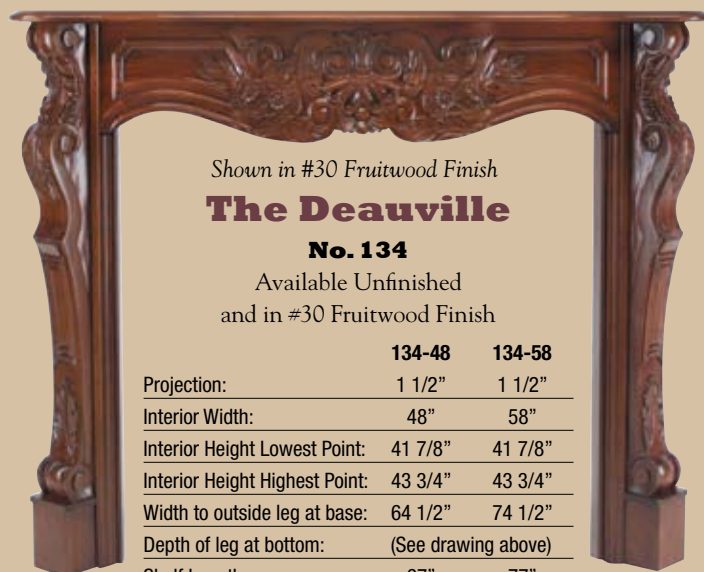 Shown in #30 Fruitwood Finish
The Deauville
No. 134
Available Unfinished
and in #30 Fruitwood Finish
134-48 134-58
Projection: 1 1/2” 1 1/2”
Interior Width: 48” 58”
Interior Height Lowest Point: 41 7/8” 41 7/8”
Interior Height Highest Point: 43 3/4” 43 3/4”
Width to outside leg at base: 64 1/2” 74 1/2”
Depth of leg at bottom: (See drawing above)